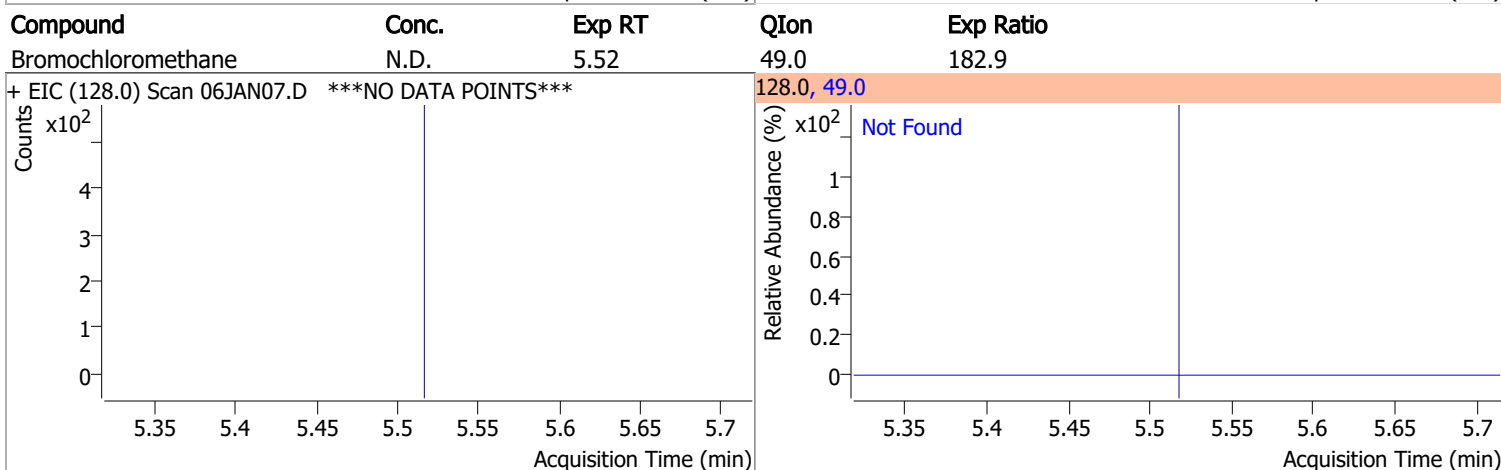 Compound Conc. Exp RT QIon Exp Ratio
Bromochloromethane N.D. 5.52 49.0 182.9
+ EIC (128.0) Scan 06JAN07.D ***NO DATA POINTS***
Counts
x10²
4
3
2
1
0
5.35 5.4 5.45 5.5 5.55 5.6 5.65 5.7
Acquisition Time (min)
128.0, 49.0
Relative Abundance (%)
x10²
Not Found
1
0.8
0.6
0.4
0.2
0
5.35 5.4 5.45 5.5 5.55 5.6 5.65 5.7
Acquisition Time (min)